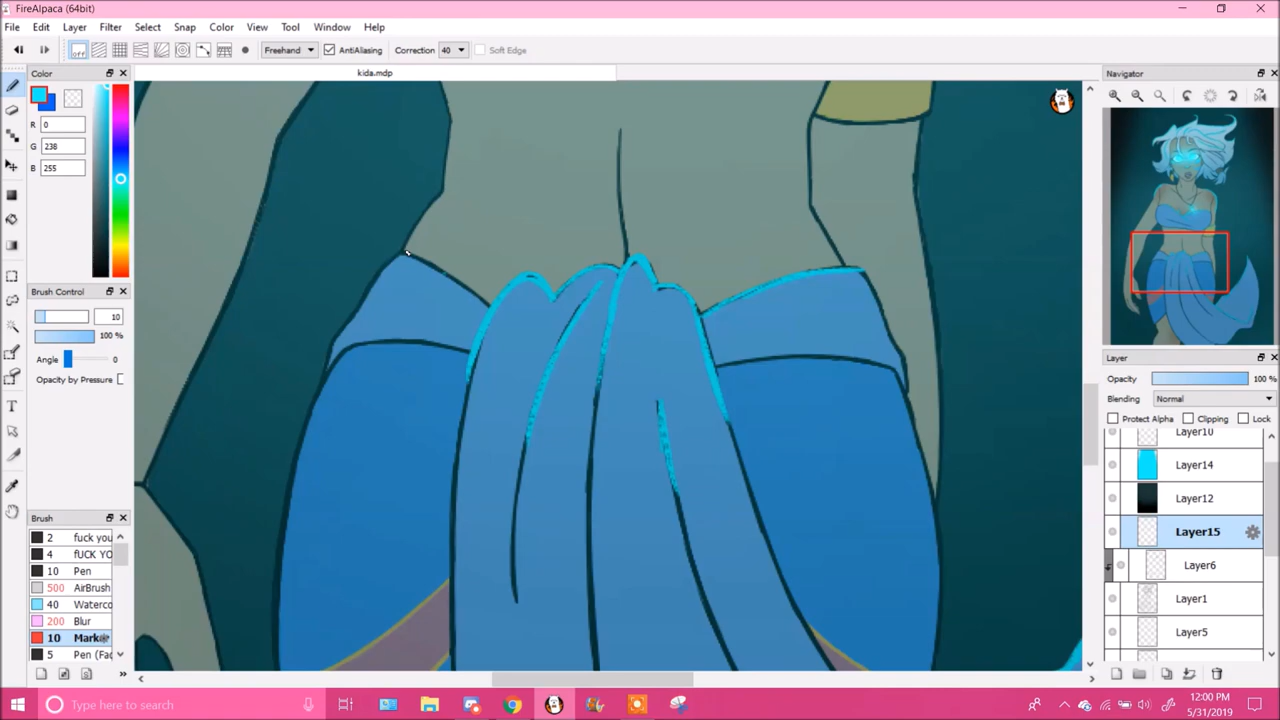 FireAlpaca (64bit)
File Edit Layer Filter Select Snap Color View Tool Window Help
off Freehand AntiAliasing Correction 40 Soft Edge
Color
kida.mdp
Navigator
R 0
G 238
B 255
Brush Control
10
100 %
Angle 0
Opacity by Pressure
Layer
Opacity 100 %
Blending Normal
Protect Alpha Clipping Lock
Layer10
Layer14
Layer12
Layer15
Layer6
Layer1
Layer5
Brush
2 fuck you
4 fUCK YO
10 Pen
500 AirBrush
40 Waterco
200 Blur
10 Mark
5 Pen (Fad
Type here to search
12:00 PM
5/31/2019